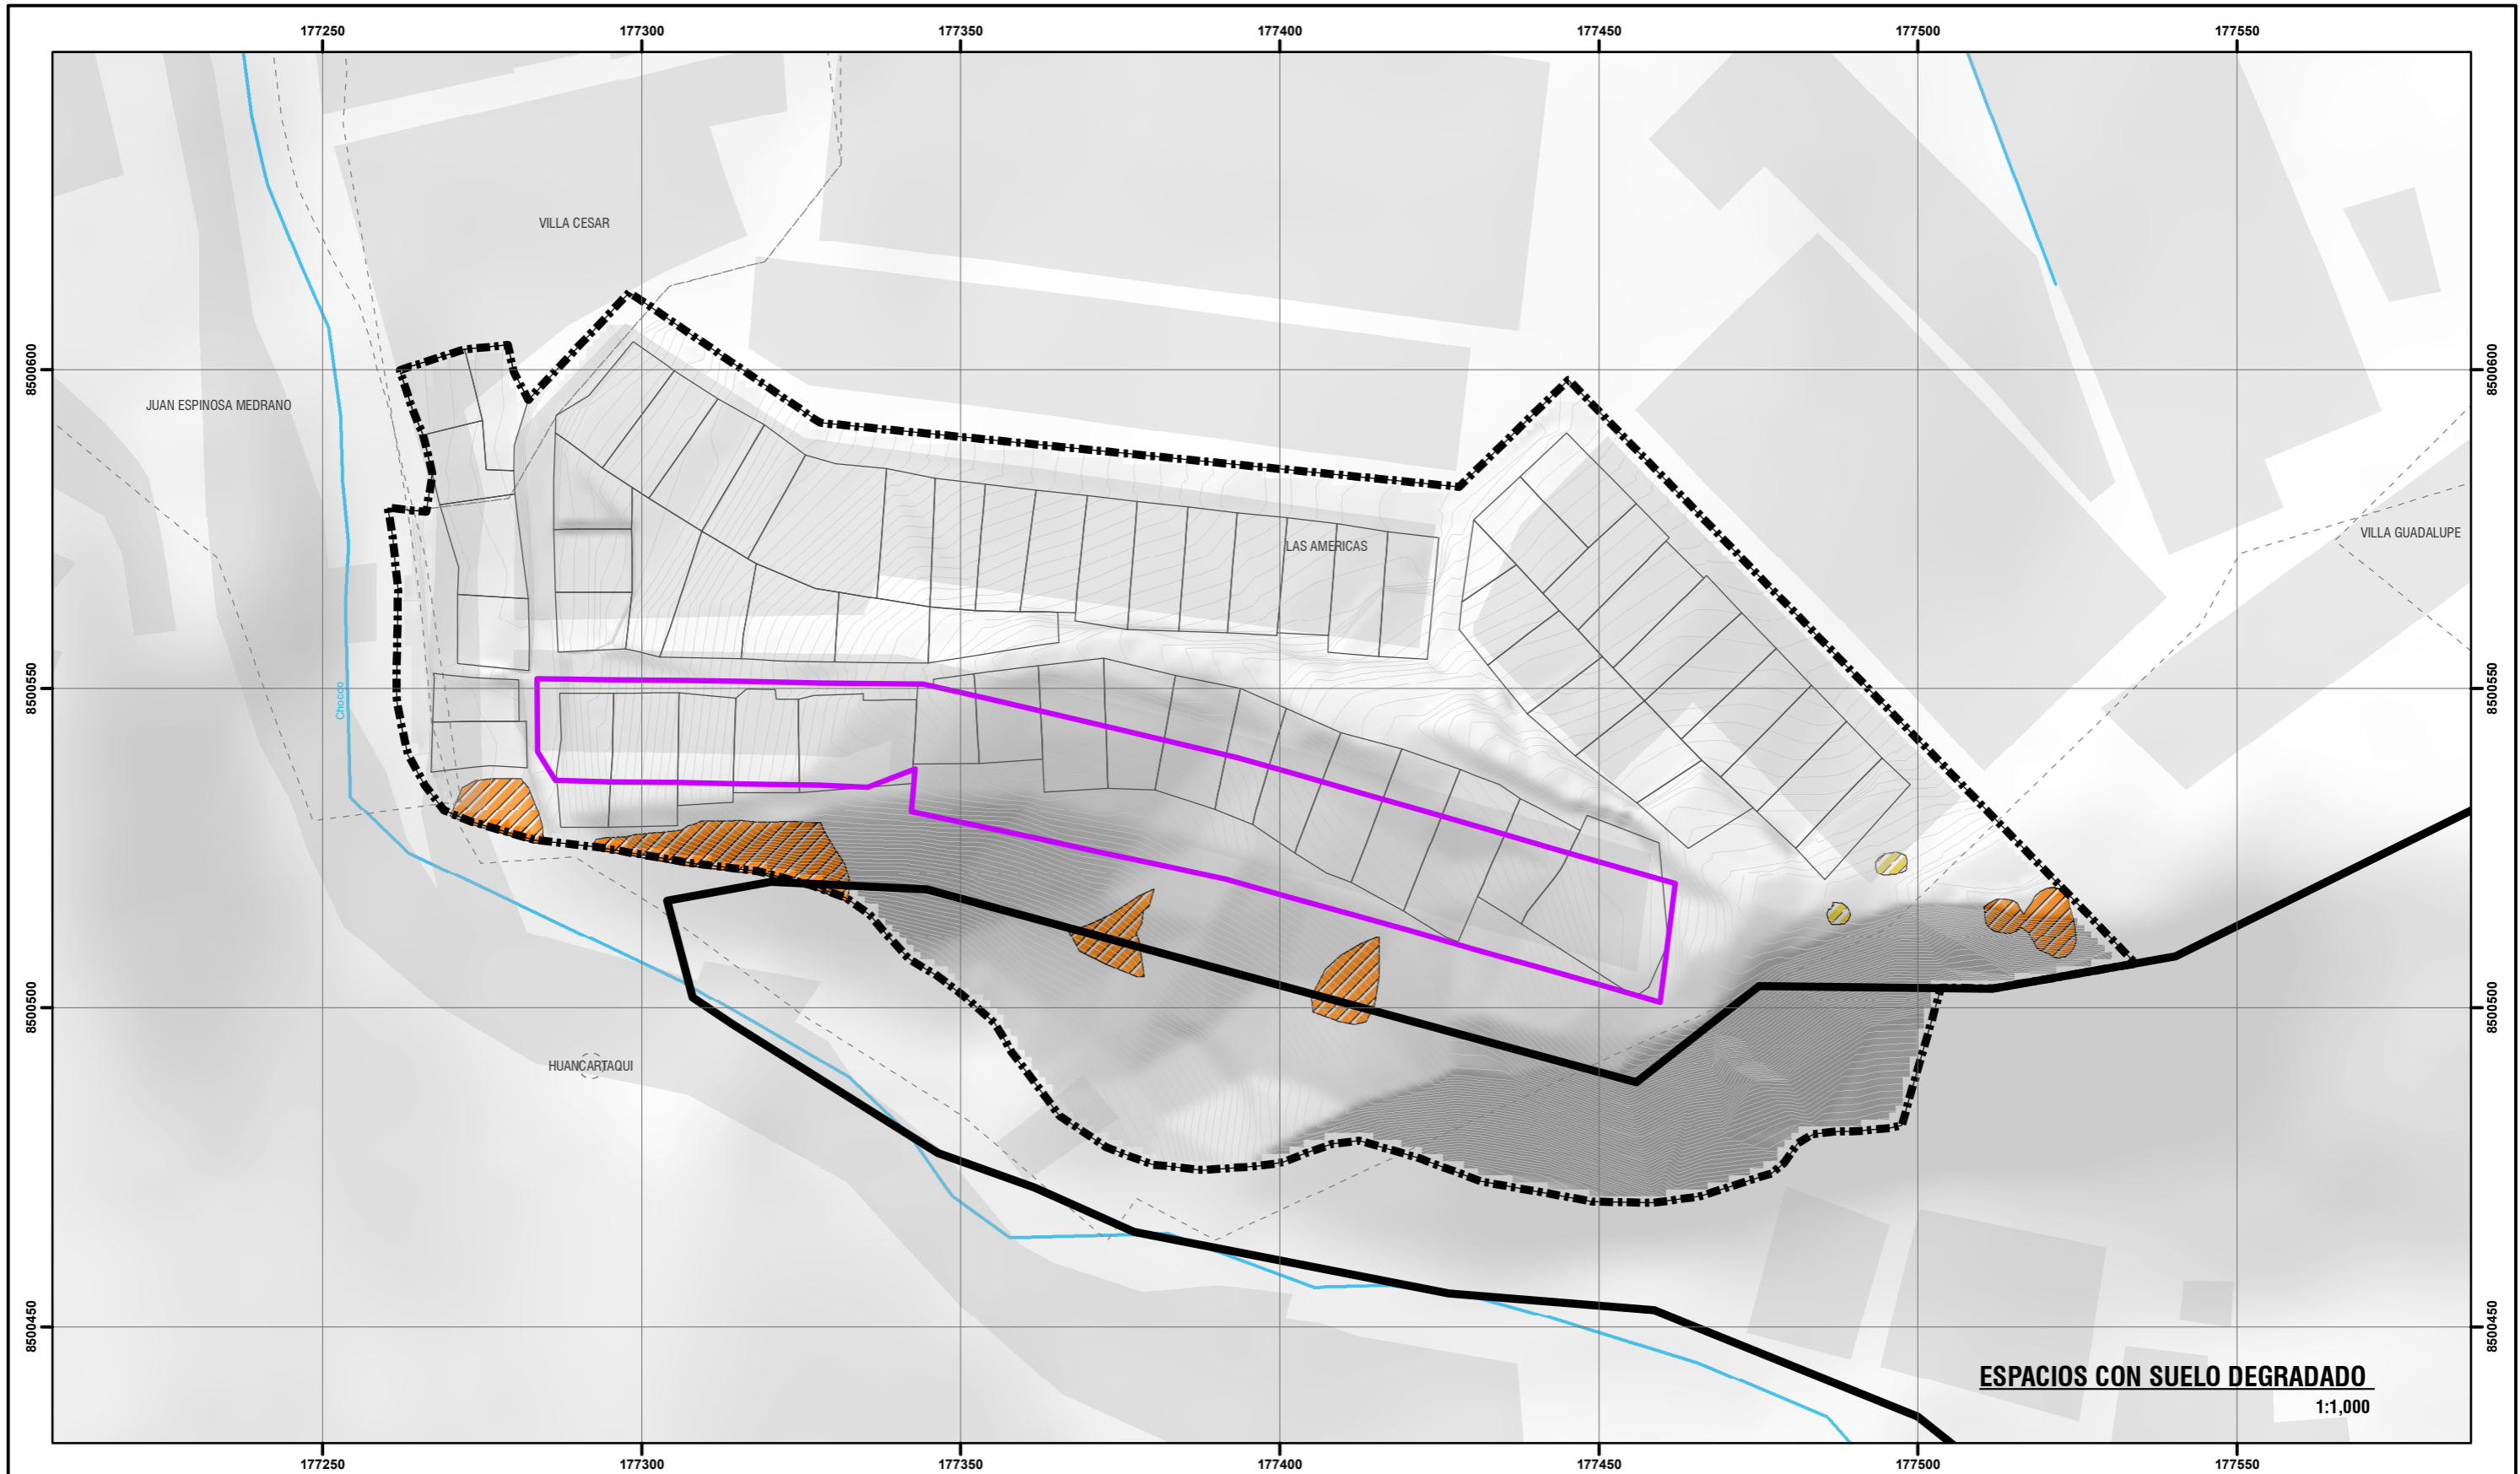 177250 177300 177350 177400 177450 177500 177550
VILLA CESAR
8500600 8500600
JUAN ESPINOSA MEDRANO
VILLA GUADALUPE
LAS AMERICAS
8500550 8500550
Chocco
8500500 8500500
HUANCARTAQUI
8500450 8500450
ESPACIOS CON SUELO DEGRADADO
1:1,000
177250 177300 177350 177400 177450 177500 177550